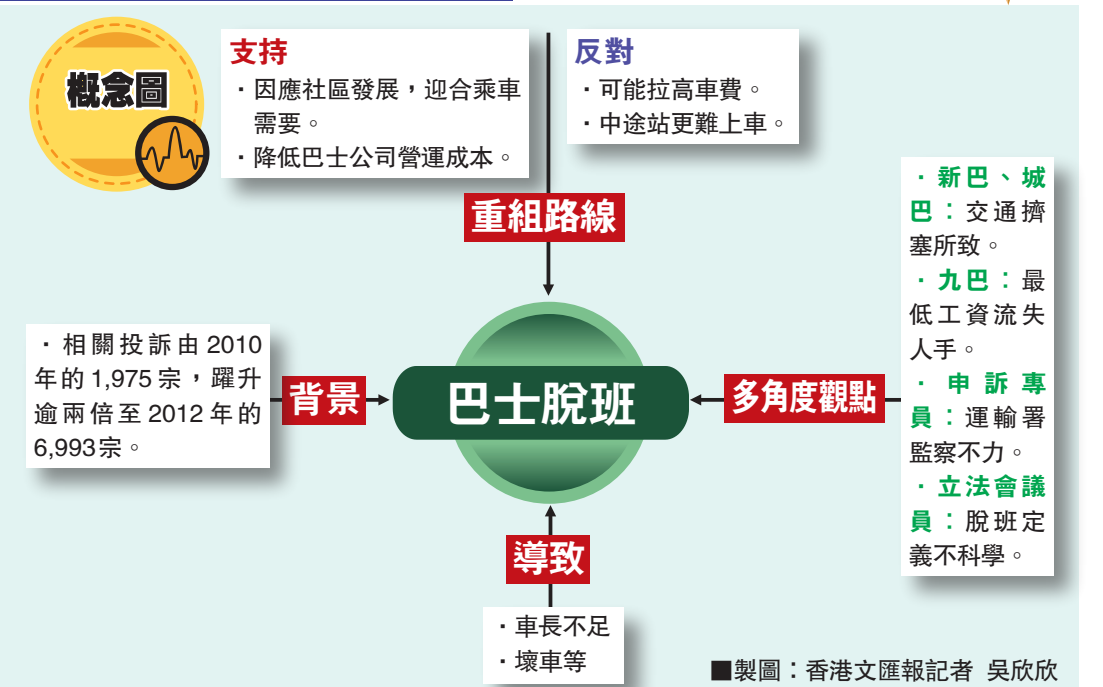 概念圖
支持
·因應社區發展，迎合乘車
需要。
·降低巴士公司營運成本。
反對
·可能拉高車費。
·中途站更難上車。
重組路線
·新巴、城
巴：交通擠
塞所致。
·九巴：最
低工資流失
人手。
·申訴專
員：運輸署
監察不力。
·立法會議
員：脫班定
義不科學。
·相關投訴由2010
年的1,975宗，躍升
逾兩倍至2012年的
6,993宗。
背景
巴士脫班
多角度觀點
導致
·車長不足
·壞車等
■製圖：香港文匯報記者 吳欣欣